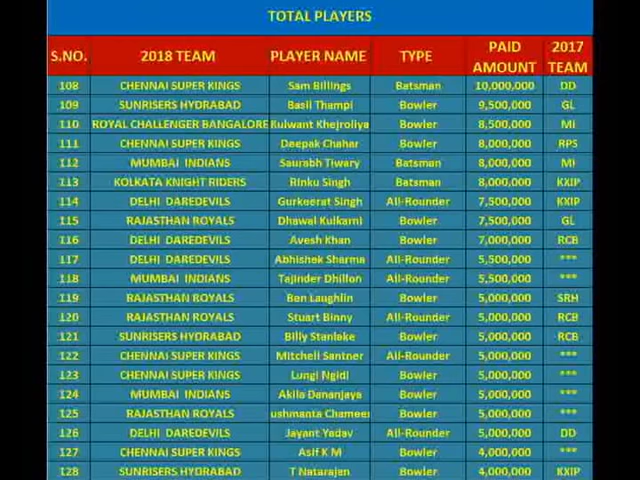 TOTAL PLAYERS
S.NO. 2018 TEAM PLAYER NAME TYPE PAID AMOUNT 2017 TEAM
108 CHENNAI SUPER KINGS Sam Billings Batsman 10,000,000 DD
109 SUNRISERS HYDRABAD Basil Thampi Bowler 9,500,000 GL
110 ROYAL CHALLENGER BANGALORE Kulwant Khejroliya Bowler 8,500,000 MI
111 CHENNAI SUPER KINGS Deepak Chahar Bowler 8,000,000 RPS
112 MUMBAI INDIANS Saurabh Tiwary Batsman 8,000,000 MI
113 KOLKATA KNIGHT RIDERS Rinku Singh Batsman 8,000,000 KXIP
114 DELHI DAREDEVILS Gurkeerat Singh All-Rounder 7,500,000 KXIP
115 RAJASTHAN ROYALS Dhawal Kulkarni Bowler 7,500,000 GL
116 DELHI DAREDEVILS Avesh Khan Bowler 7,000,000 RCB
117 DELHI DAREDEVILS Abhishek Sharma All-Rounder 5,500,000 ***
118 MUMBAI INDIANS Tajinder Dhillon All-Rounder 5,500,000 ***
119 RAJASTHAN ROYALS Ben Laughlin Bowler 5,000,000 SRH
120 RAJASTHAN ROYALS Stuart Binny All-Rounder 5,000,000 RCB
121 SUNRISERS HYDRABAD Billy Stanlake Bowler 5,000,000 RCB
122 CHENNAI SUPER KINGS Mitchell Santner All-Rounder 5,000,000 ***
123 CHENNAI SUPER KINGS Lungi Ngidi Bowler 5,000,000 ***
124 MUMBAI INDIANS Akila Dananjaya Bowler 5,000,000 ***
125 RAJASTHAN ROYALS ushmanta Chameer Bowler 5,000,000 ***
126 DELHI DAREDEVILS Jayant Yadav All-Rounder 5,000,000 DD
127 CHENNAI SUPER KINGS Asif K M Bowler 4,000,000 ***
128 SUNRISERS HYDRABAD T Natarajen Bowler 4,000,000 KXIP